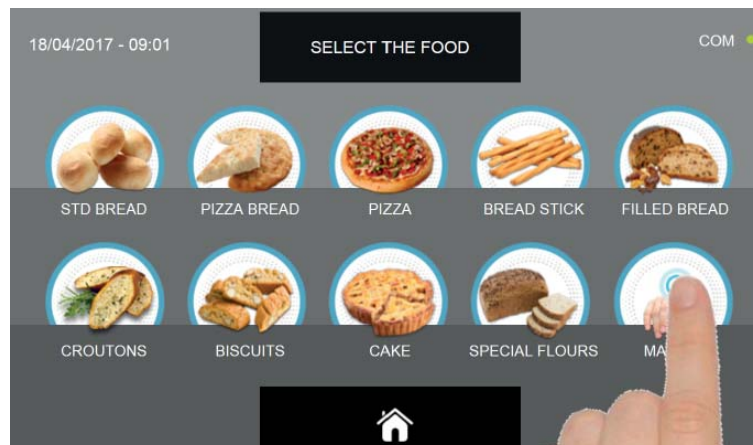 18/04/2017 - 09:01
SELECT THE FOOD
COM
STD BREAD
PIZZA BREAD
PIZZA
BREAD STICK
FILLED BREAD
CROUTONS
BISCUITS
CAKE
SPECIAL FLOURS